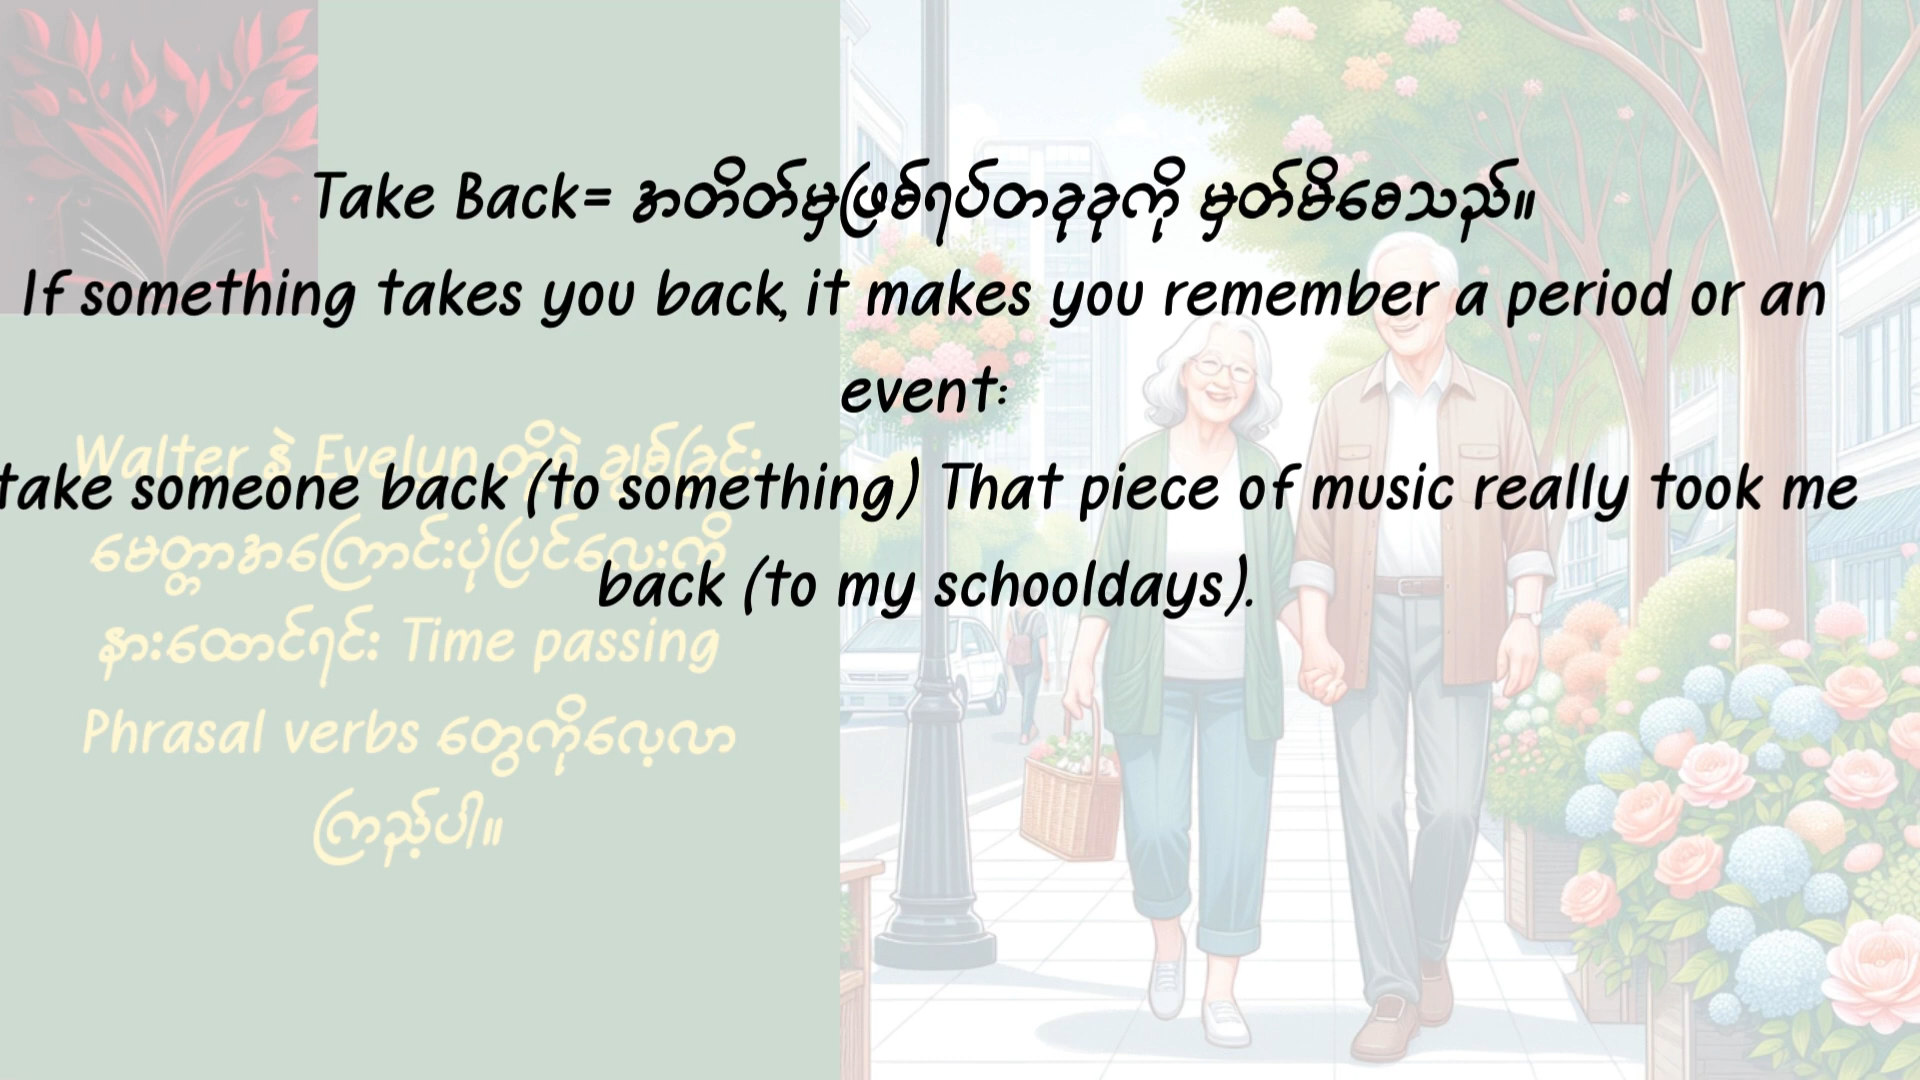 Take Back= အတိတ်မှဖြစ်ရပ်တခုခုကို မှတ်မိစေသည်။
If something takes you back, it makes you remember a period or an
event:
take someone back (to something) That piece of music really took me
back (to my schooldays).
Walter နဲ့ Evelyn တို့ရဲ့ ချစ်ခြင်း
မေတ္တာအကြောင်းပုံပြင်လေးကို
နားထောင်ရင်း Time passing
Phrasal verbs တွေကိုလေ့လာ
ကြည့်ပါ။